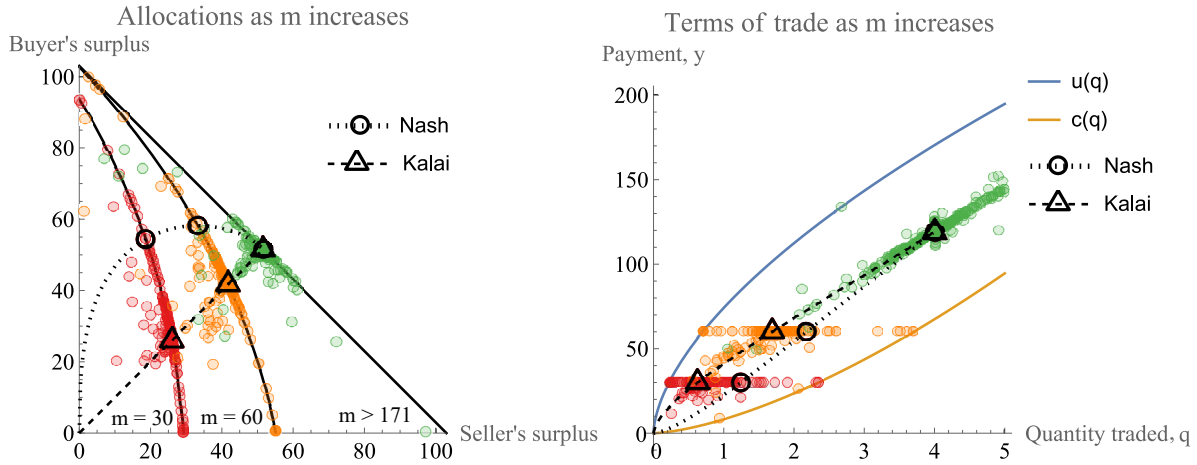 Allocations as m increases
Buyer's surplus
100
80
60
40
20
0
0
20
40
60
80
100
Nash
Kalai
m = 30
m = 60
m > 171
Seller's surplus
Terms of trade as m increases
Payment, y
200
150
100
50
0
0
1
2
3
4
5
u(q)
c(q)
Nash
Kalai
Quantity traded, q